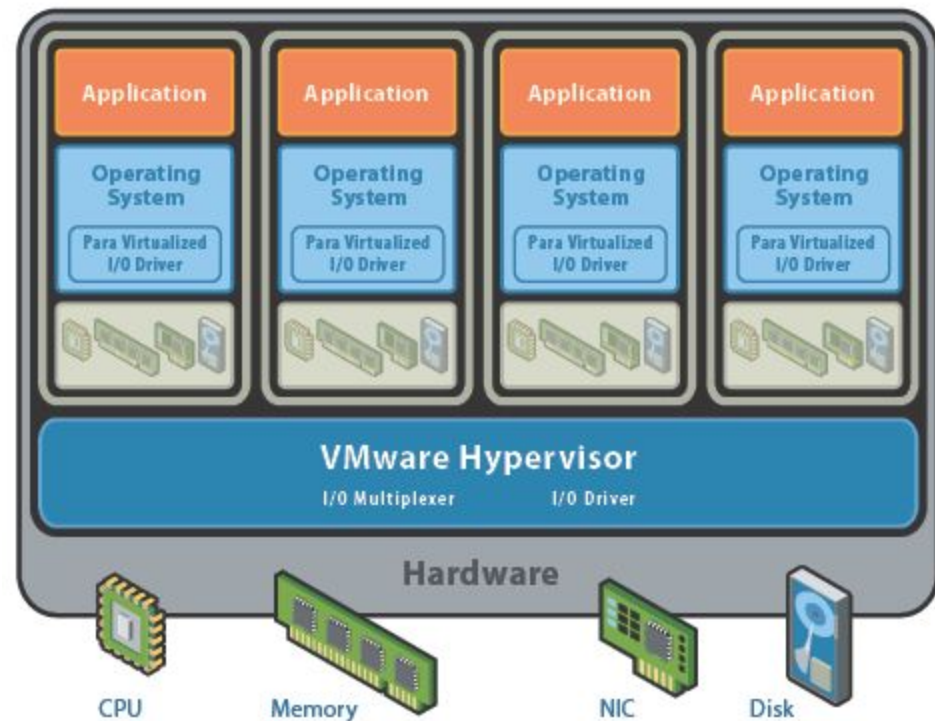 Application Application Application Application
Operating System Operating System Operating System Operating System
Para Virtualized I/O Driver Para Virtualized I/O Driver Para Virtualized I/O Driver Para Virtualized I/O Driver
VMware Hypervisor
I/O Multiplexer I/O Driver
Hardware
CPU Memory NIC Disk